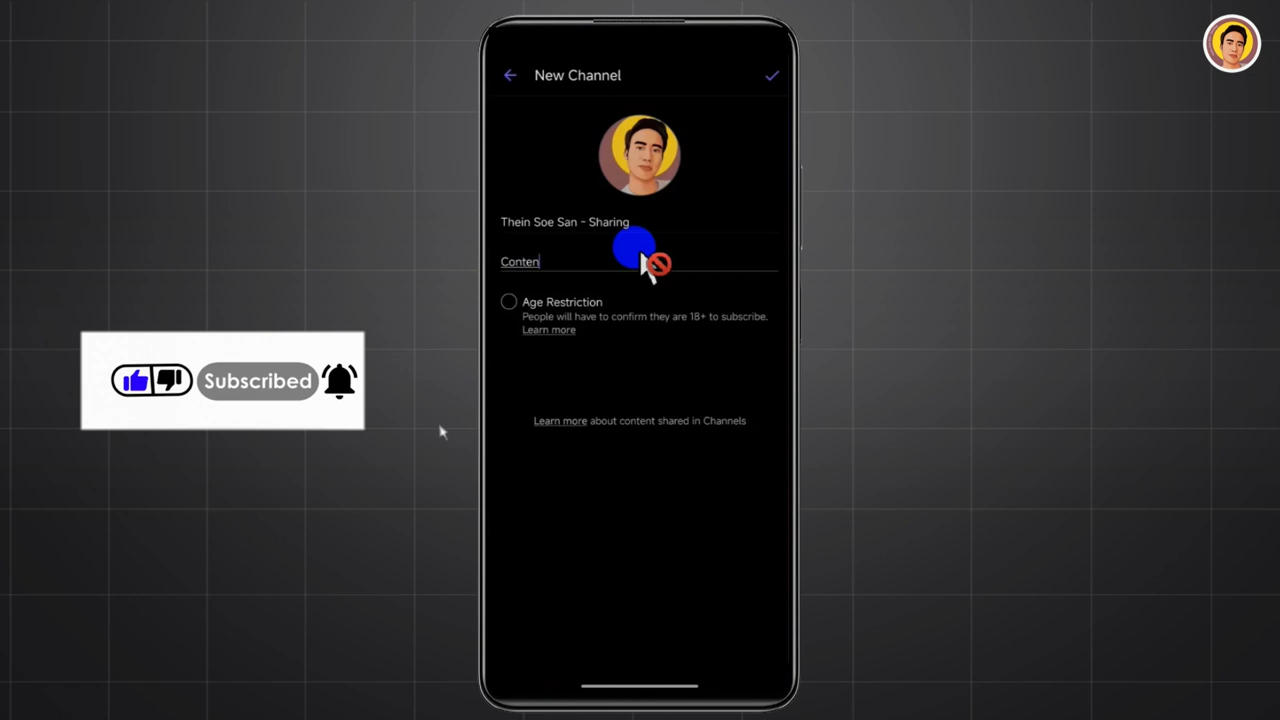 New Channel
Thein Soe San - Sharing
Conten
Age Restriction
People will have to confirm they are 18+ to subscribe.
Learn more
Subscribed
Learn more about content shared in Channels